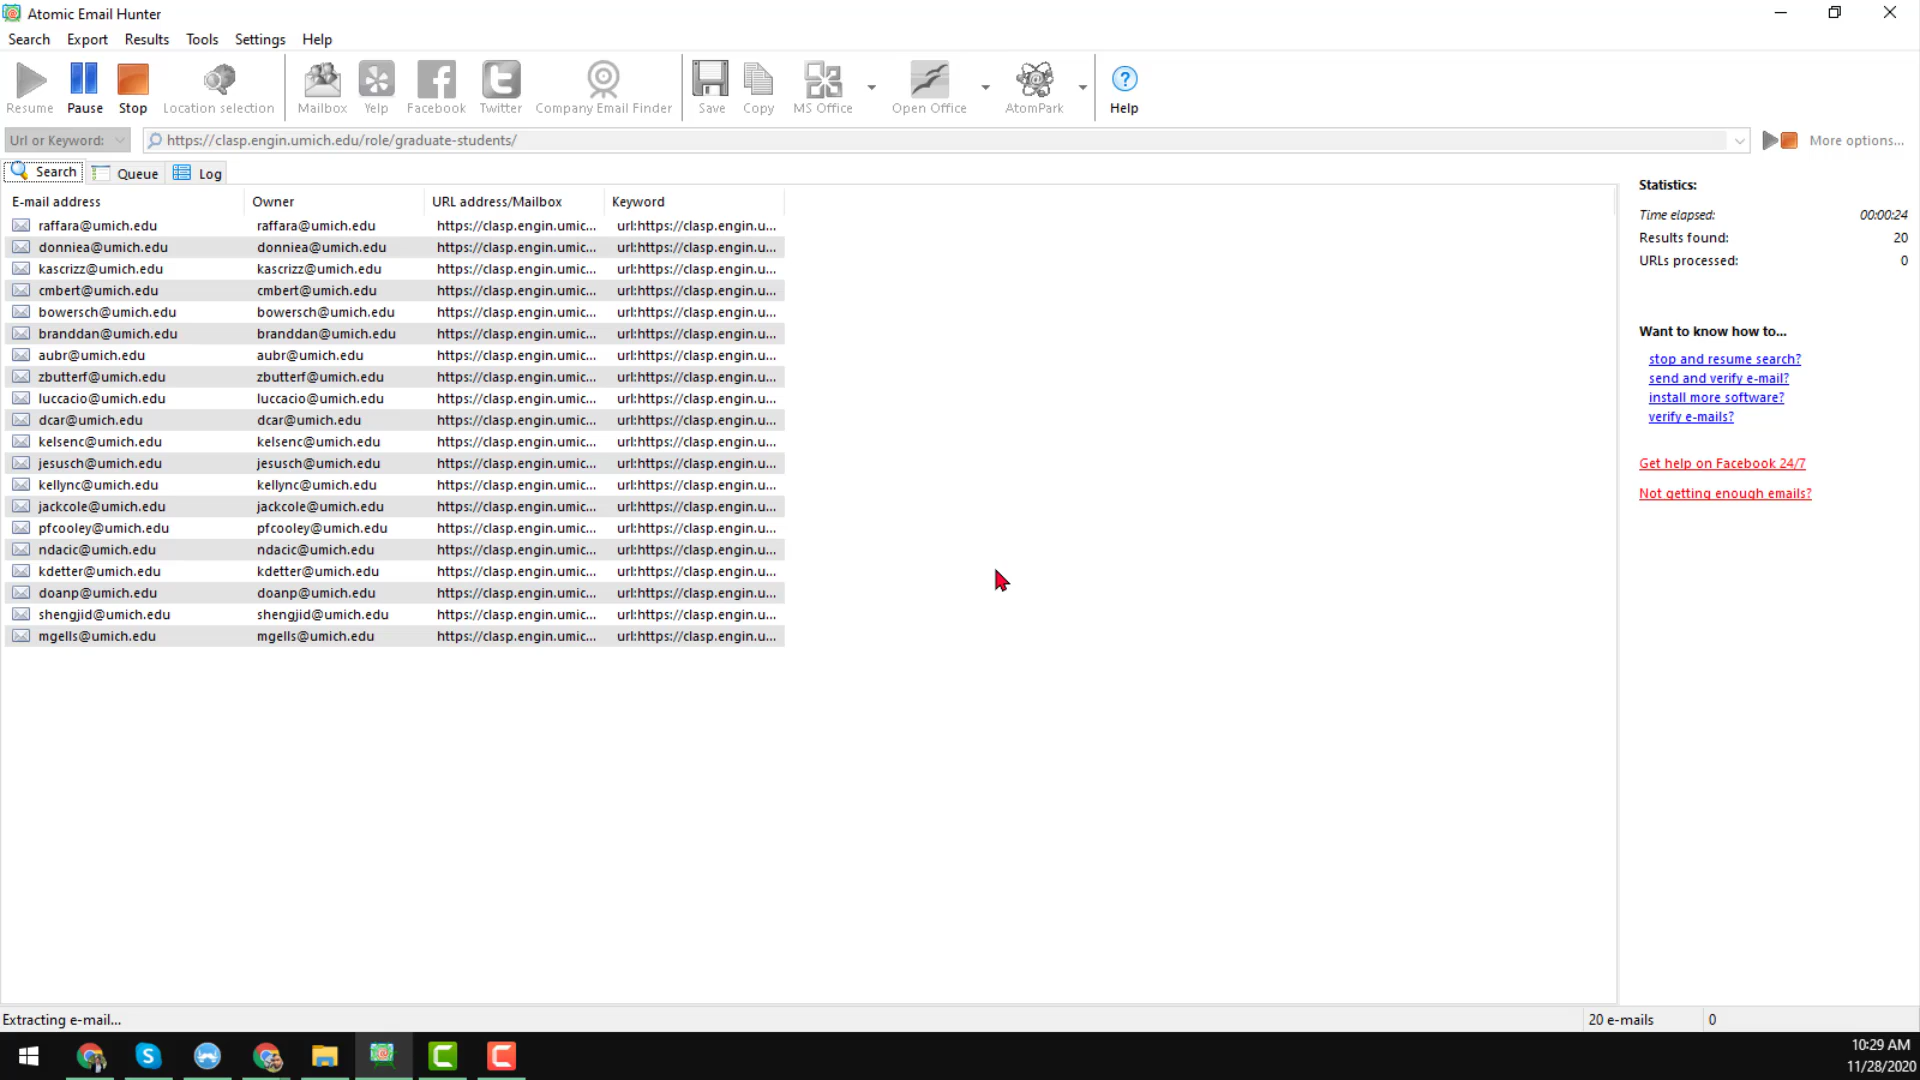 Atomic Email Hunter
Search Export Results Tools Settings Help
Resume Pause Stop Location selection Mailbox Yelp Facebook Twitter Company Email Finder Save Copy MS Office Open Office AtomPark Help
Url or Keyword: https://clasp.engin.umich.edu/role/graduate-students/ More options...
Search Queue Log
E-mail address Owner URL address/Mailbox Keyword
raffara@umich.edu raffara@umich.edu https://clasp.engin.umic... url:https://clasp.engin.u...
donniea@umich.edu donniea@umich.edu https://clasp.engin.umic... url:https://clasp.engin.u...
kascrizz@umich.edu kascrizz@umich.edu https://clasp.engin.umic... url:https://clasp.engin.u...
cmbert@umich.edu cmbert@umich.edu https://clasp.engin.umic... url:https://clasp.engin.u...
bowersch@umich.edu bowersch@umich.edu https://clasp.engin.umic... url:https://clasp.engin.u...
branddan@umich.edu branddan@umich.edu https://clasp.engin.umic... url:https://clasp.engin.u...
aubr@umich.edu aubr@umich.edu https://clasp.engin.umic... url:https://clasp.engin.u...
zbutterf@umich.edu zbutterf@umich.edu https://clasp.engin.umic... url:https://clasp.engin.u...
luccacio@umich.edu luccacio@umich.edu https://clasp.engin.umic... url:https://clasp.engin.u...
dcar@umich.edu dcar@umich.edu https://clasp.engin.umic... url:https://clasp.engin.u...
kelsenc@umich.edu kelsenc@umich.edu https://clasp.engin.umic... url:https://clasp.engin.u...
jesusch@umich.edu jesusch@umich.edu https://clasp.engin.umic... url:https://clasp.engin.u...
kellync@umich.edu kellync@umich.edu https://clasp.engin.umic... url:https://clasp.engin.u...
jackcole@umich.edu jackcole@umich.edu https://clasp.engin.umic... url:https://clasp.engin.u...
pfcooley@umich.edu pfcooley@umich.edu https://clasp.engin.umic... url:https://clasp.engin.u...
ndacic@umich.edu ndacic@umich.edu https://clasp.engin.umic... url:https://clasp.engin.u...
kdetter@umich.edu kdetter@umich.edu https://clasp.engin.umic... url:https://clasp.engin.u...
doanp@umich.edu doanp@umich.edu https://clasp.engin.umic... url:https://clasp.engin.u...
shengjid@umich.edu shengjid@umich.edu https://clasp.engin.umic... url:https://clasp.engin.u...
mgells@umich.edu mgells@umich.edu https://clasp.engin.umic... url:https://clasp.engin.u...
Statistics:
Time elapsed: 00:00:24
Results found: 20
URLs processed: 0
Want to know how to...
stop and resume search?
send and verify e-mail?
install more software?
verify e-mails?
Get help on Facebook 24/7
Not getting enough emails?
Extracting e-mail... 20 e-mails 0
10:29 AM
11/28/2020